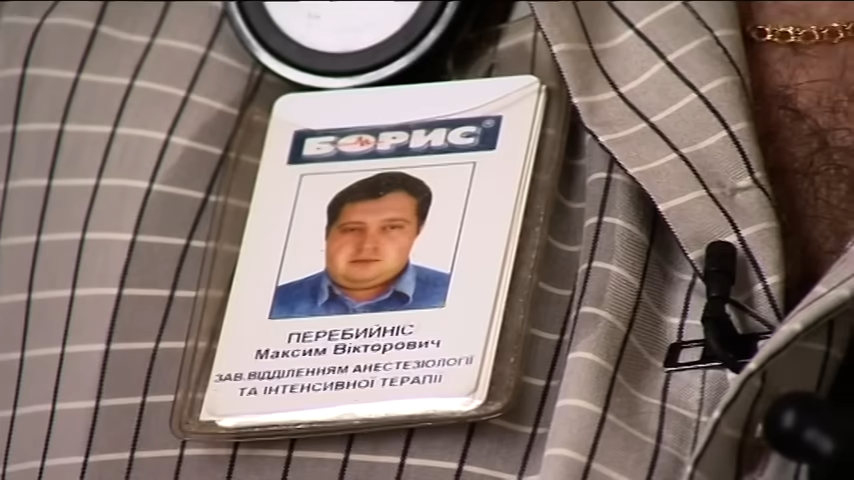 БОРИС®
ПЕРЕБИЙНІС
Максим Вікторович
ЗАВ.ВІДДІЛЕННЯМ АНЕСТЕЗІОЛОГІЇ
ТА ІНТЕНСИВНОЇ ТЕРАПІЇ